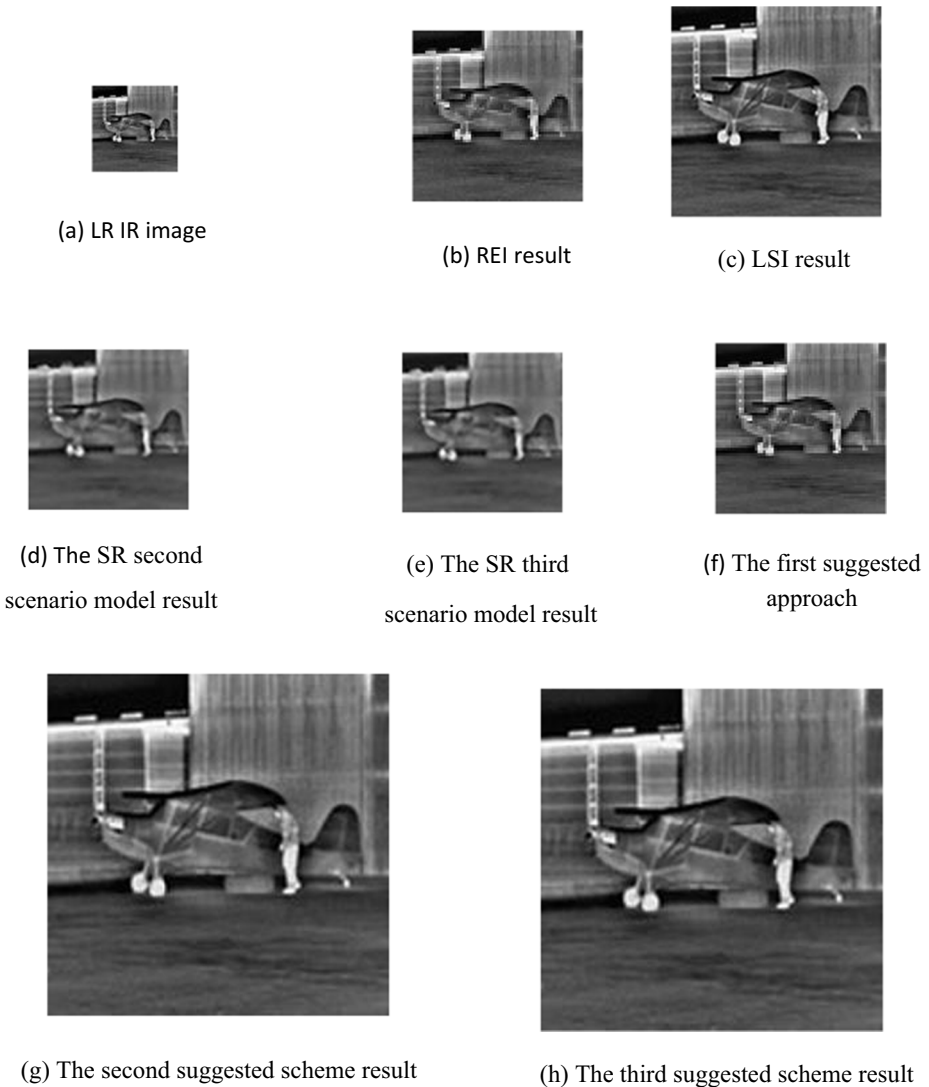 (a) LR IR image
(b) REI result
(c) LSI result
(d) The SR second
scenario model result
(e) The SR third
scenario model result
(f) The first suggested
approach
(g) The second suggested scheme result
(h) The third suggested scheme result